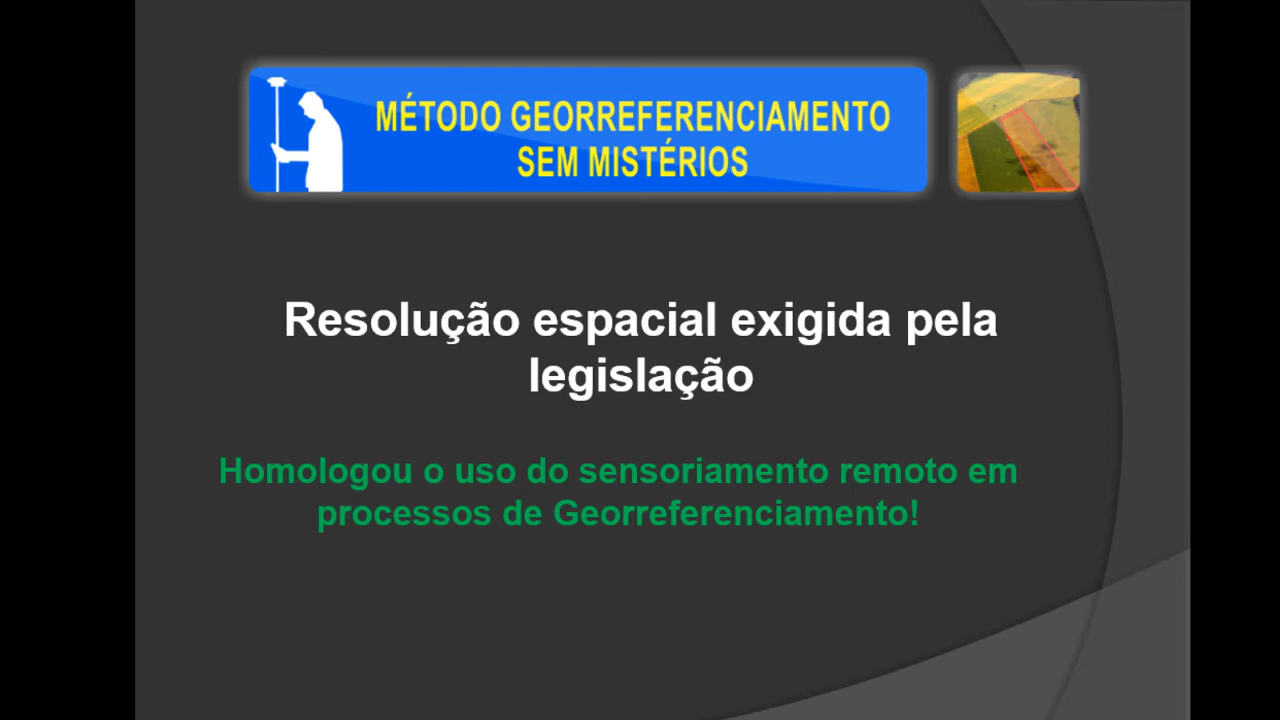 MÉTODO GEORREFERENCIAMENTO
SEM MISTÉRIOS
Resolução espacial exigida pela
legislação
Homologou o uso do sensoriamento remoto em
processos de Georreferenciamento!